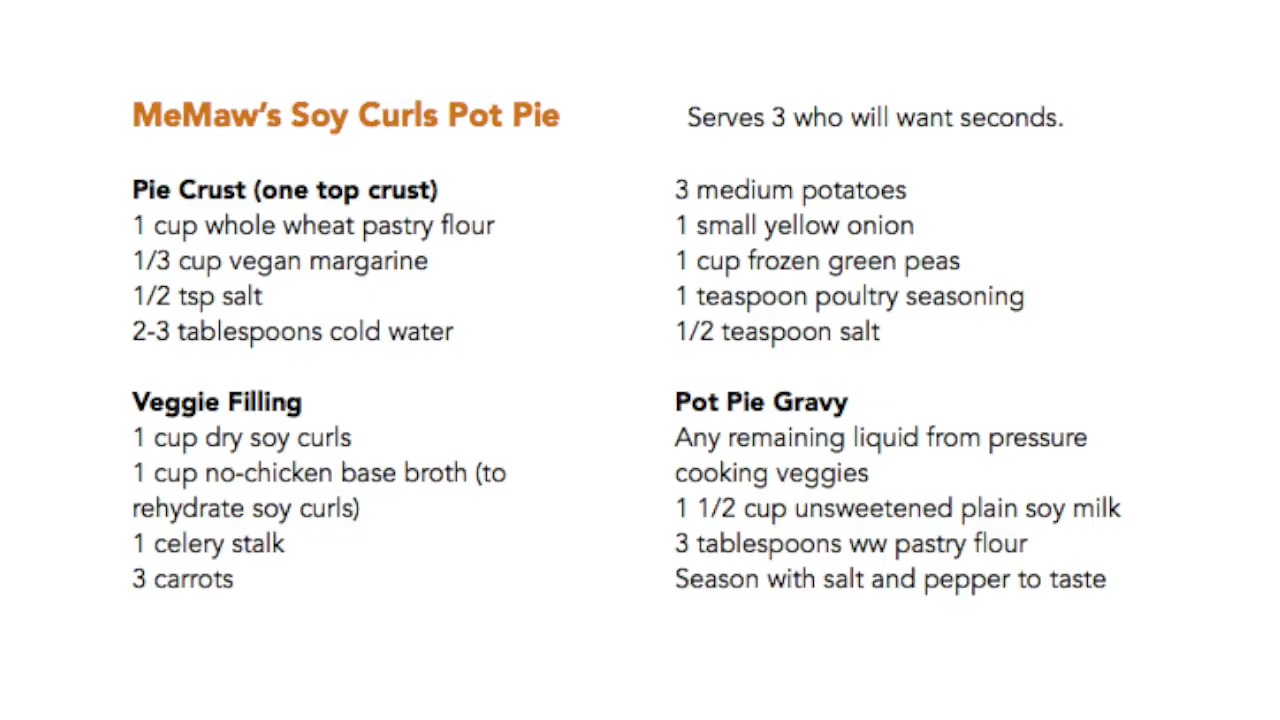 MeMaw's Soy Curls Pot Pie
Serves 3 who will want seconds.
Pie Crust (one top crust)
1 cup whole wheat pastry flour
1/3 cup vegan margarine
1/2 tsp salt
2-3 tablespoons cold water
Veggie Filling
1 cup dry soy curls
1 cup no-chicken base broth (to
rehydrate soy curls)
1 celery stalk
3 carrots
3 medium potatoes
1 small yellow onion
1 cup frozen green peas
1 teaspoon poultry seasoning
1/2 teaspoon salt
Pot Pie Gravy
Any remaining liquid from pressure
cooking veggies
1 1/2 cup unsweetened plain soy milk
3 tablespoons ww pastry flour
Season with salt and pepper to taste